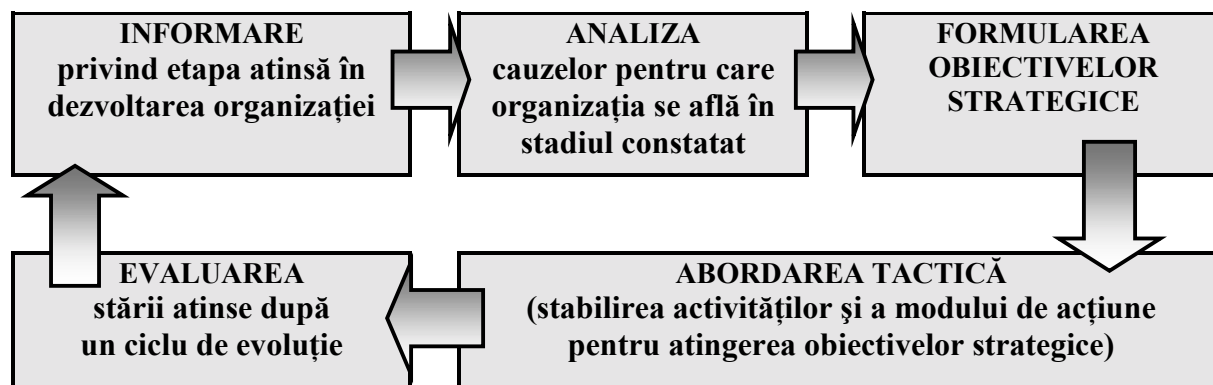 INFORMARE
privind etapa atinsă în
dezvoltarea organizației
ANALIZA
cauzelor pentru care
organizația se află în
stadiul constatat
FORMULAREA
OBIECTIVELOR
STRATEGICE
ABORDAREA TACTICĂ
(stabilirea activităților şi a modului de acțiune
pentru atingerea obiectivelor strategice)
EVALUAREA
stării atinse după
un ciclu de evoluție